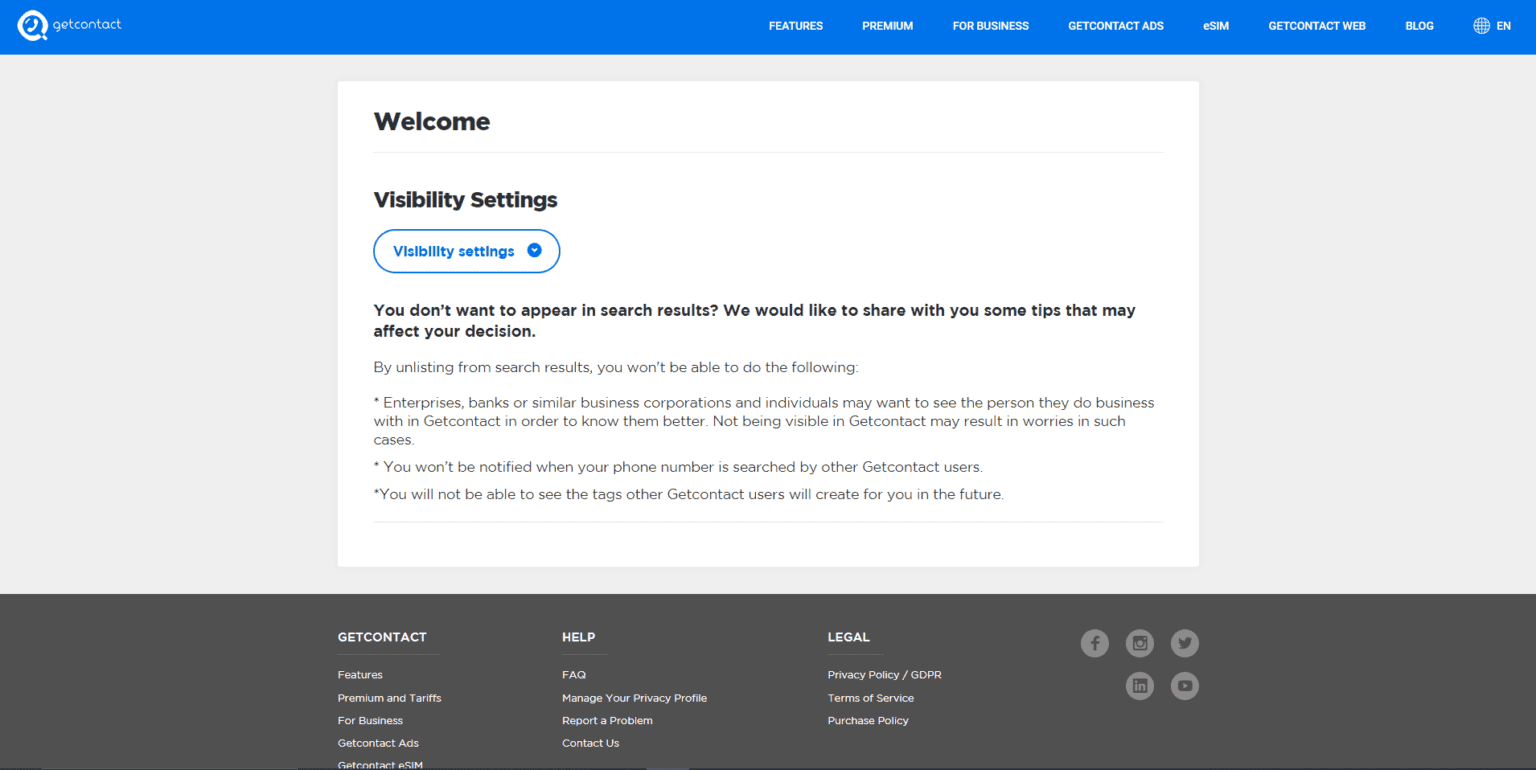 getcontact
FEATURES
PREMIUM
FOR BUSINESS
GETCONTACT ADS
eSIM
GETCONTACT WEB
BLOG
EN
Welcome
Visibility Settings
Visibility settings
You don’t want to appear in search results? We would like to share with you some tips that may
affect your decision.
By unlisting from search results, you won't be able to do the following:
* Enterprises, banks or similar business corporations and individuals may want to see the person they do business
with in Getcontact in order to know them better. Not being visible in Getcontact may result in worries in such
cases.
* You won’t be notified when your phone number is searched by other Getcontact users.
*You will not be able to see the tags other Getcontact users will create for you in the future.
GETCONTACT
Features
Premium and Tariffs
For Business
Getcontact Ads
Getcontact eSIM
HELP
FAQ
Manage Your Privacy Profile
Report a Problem
Contact Us
LEGAL
Privacy Policy / GDPR
Terms of Service
Purchase Policy